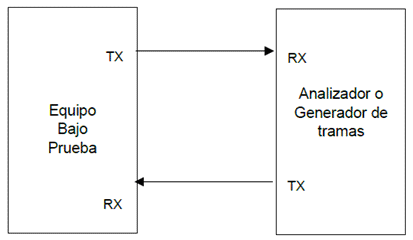 TX
RX
Equipo
Bajo
Prueba
Analizador o
Generador de
tramas
RX
TX